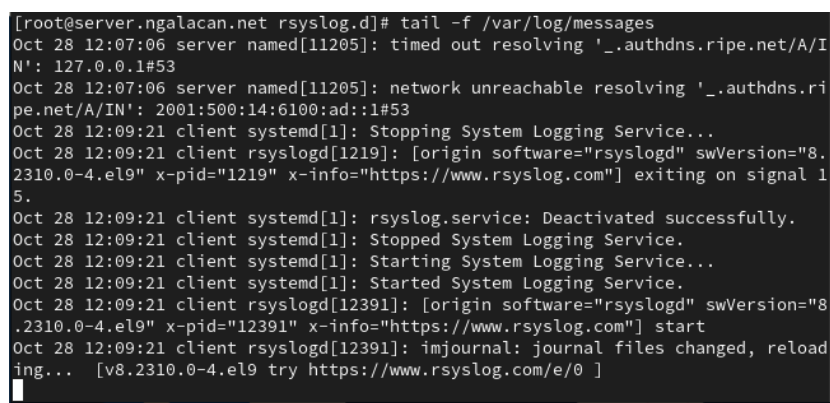 [root@server.ngalacan.net rsyslog.d]# tail -f /var/log/messages
Oct 28 12:07:06 server named[11205]: timed out resolving '_.authdns.ripe.net/A/I
N': 127.0.0.1#53
Oct 28 12:07:06 server named[11205]: network unreachable resolving '_.authdns.ri
pe.net/A/IN': 2001:500:14:6100:ad::1#53
Oct 28 12:09:21 client systemd[1]: Stopping System Logging Service...
Oct 28 12:09:21 client rsyslogd[1219]: [origin software="rsyslogd" swVersion="8.
2310.0-4.el9" x-pid="1219" x-info="https://www.rsyslog.com"] exiting on signal 1
5.
Oct 28 12:09:21 client systemd[1]: rsyslog.service: Deactivated successfully.
Oct 28 12:09:21 client systemd[1]: Stopped System Logging Service.
Oct 28 12:09:21 client systemd[1]: Starting System Logging Service...
Oct 28 12:09:21 client systemd[1]: Started System Logging Service.
Oct 28 12:09:21 client rsyslogd[12391]: [origin software="rsyslogd" swVersion="8
.2310.0-4.el9" x-pid="12391" x-info="https://www.rsyslog.com"] start
Oct 28 12:09:21 client rsyslogd[12391]: imjournal: journal files changed, reload
ing...  [v8.2310.0-4.el9 try https://www.rsyslog.com/e/0 ]